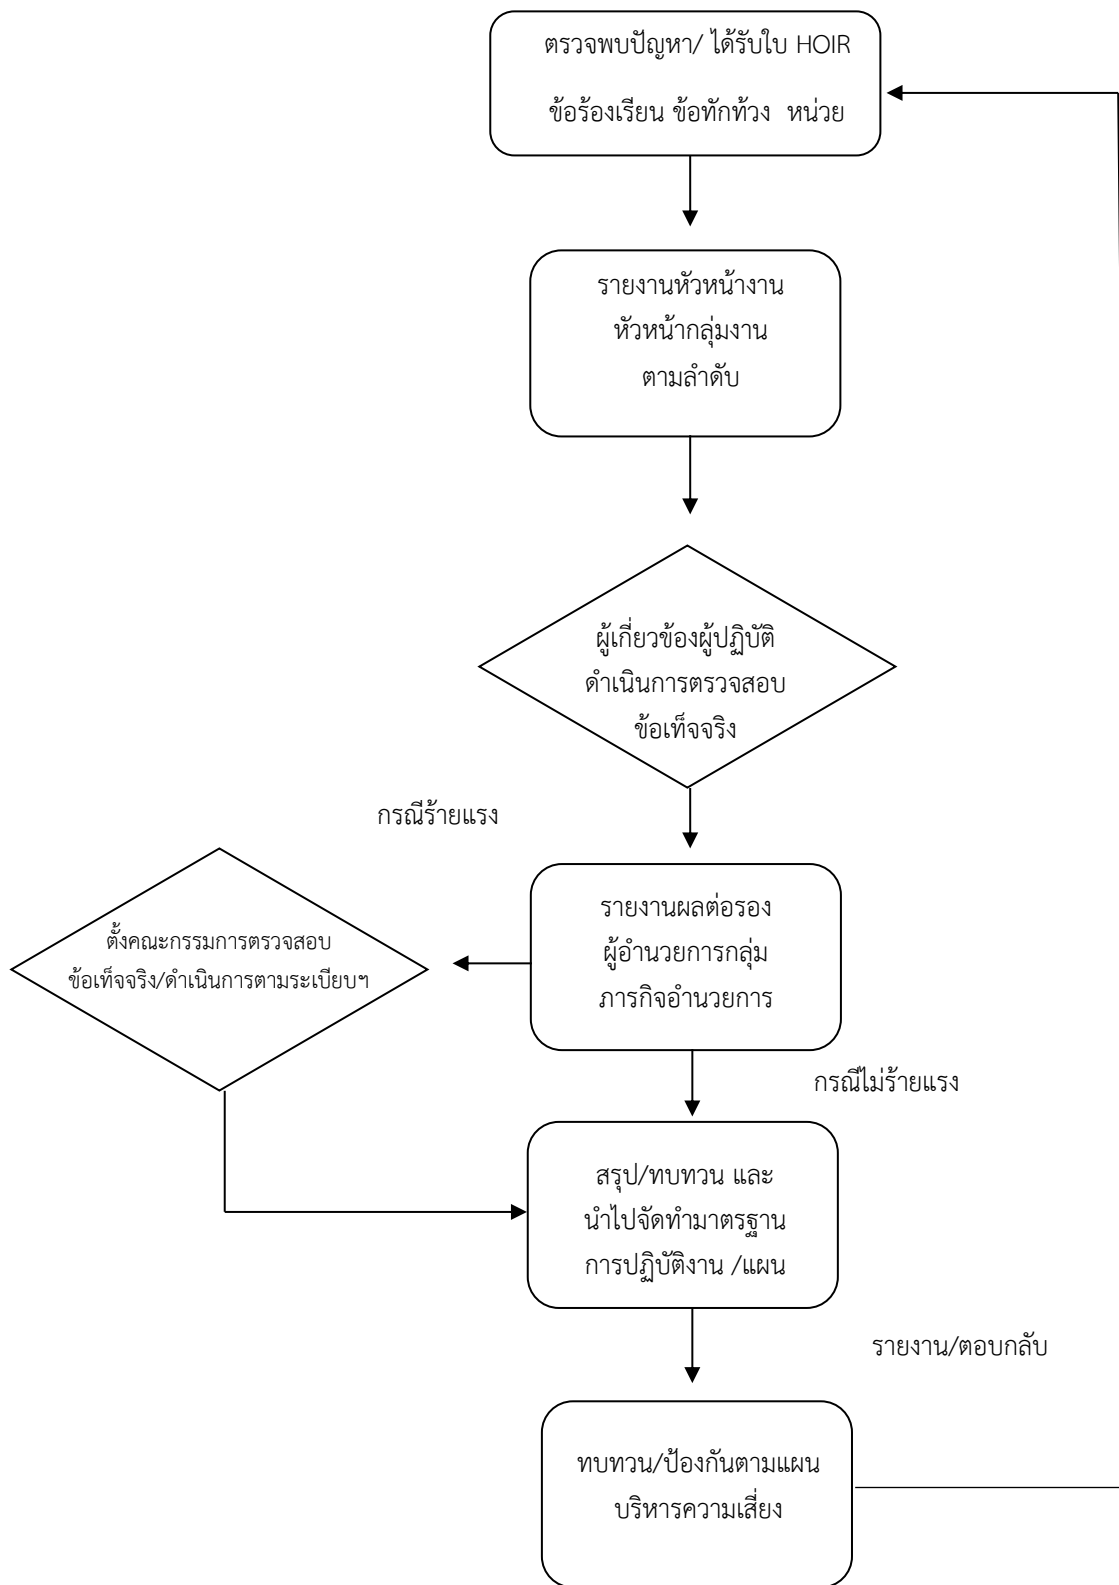 ตรวจพบปัญหา/ ได้รับใบ HOIR
ข้อร้องเรียน ข้อทักท้วง หน่วย
รายงานหัวหน้างาน
หัวหน้ากลุ่มงาน
ตามลำดับ
ผู้เกี่ยวข้องผู้ปฏิบัติ
ดำเนินการตรวจสอบ
ข้อเท็จจริง
กรณีร้ายแรง
รายงานผลต่อรอง
ผู้อำนวยการกลุ่ม
ภารกิจอำนวยการ
ตั้งคณะกรรมการตรวจสอบ
ข้อเท็จจริง/ดำเนินการตามระเบียบฯ
กรณีไม่ร้ายแรง
สรุป/ทบทวน และ
นำไปจัดทำมาตรฐาน
การปฏิบัติงาน /แผน
รายงาน/ตอบกลับ
ทบทวน/ป้องกันตามแผน
บริหารความเสี่ยง